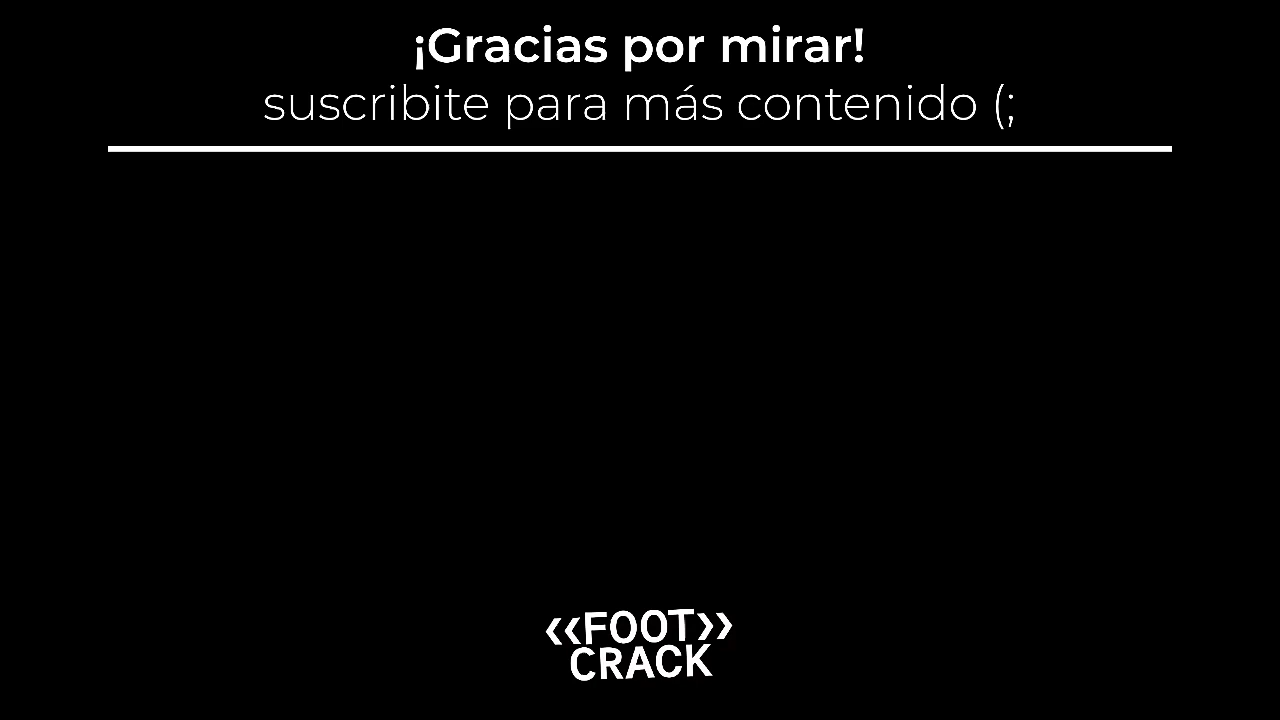 ¡Gracias por mirar!
suscribite para más contenido (;
‹‹FOOT››
CRACK